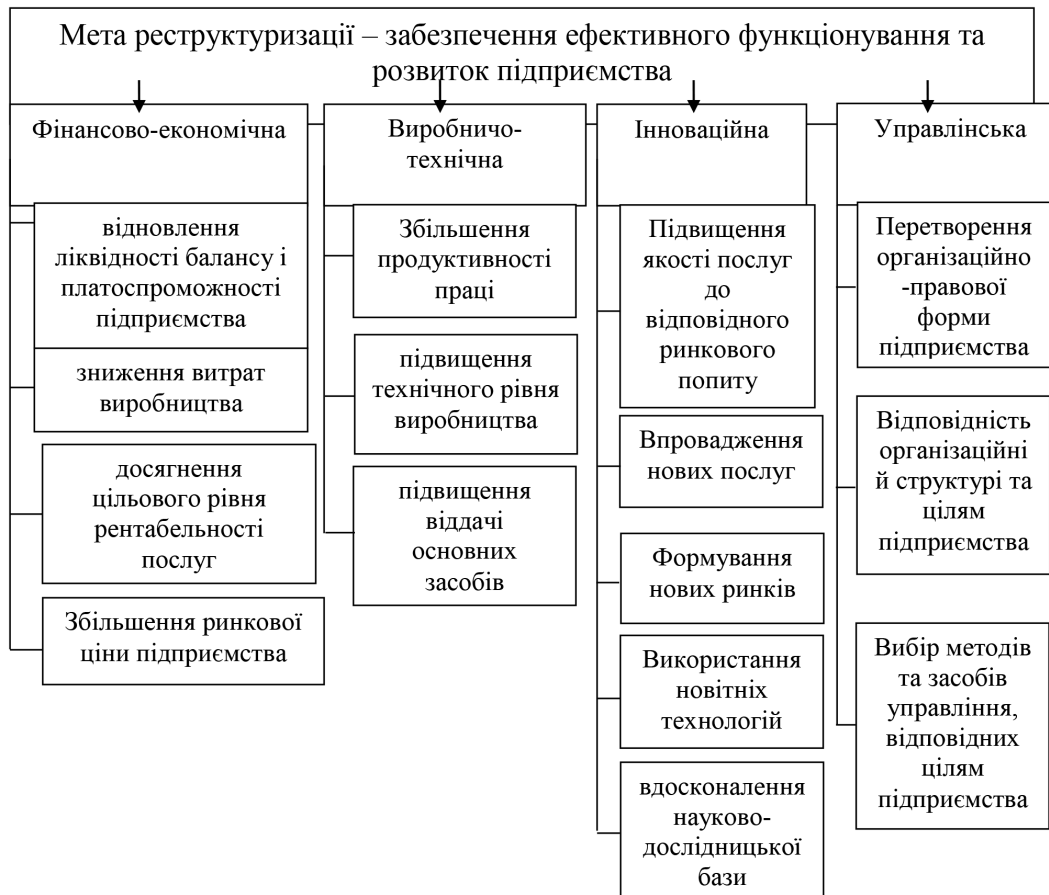 Мета реструктуризації – забезпечення ефективного функціонування та
розвиток підприємства
Фінансово-економічна
відновлення
ліквідності балансу і
платоспроможності
підприємства
зниження витрат
виробництва
досягнення
цільового рівня
рентабельності
послуг
Збільшення ринкової
ціни підприємства
Виробничо-
технічна
Збільшення
продуктивності
праці
підвищення
технічного рівня
виробництва
підвищення
віддачі
основних
засобів
Інноваційна
Підвищення
якості послуг
до
відповідного
ринкового
попиту
Впровадження
нових послуг
Формування
нових ринків
Використання
новітніх
технологій
вдосконалення
науково-
дослідницької
бази
Управлінська
Перетворення
організаційно
-правової
форми
підприємства
Відповідність
організаційні
й структурі та
цілям
підприємства
Вибір методів
та засобів
управління,
відповідних
цілям
підприємства